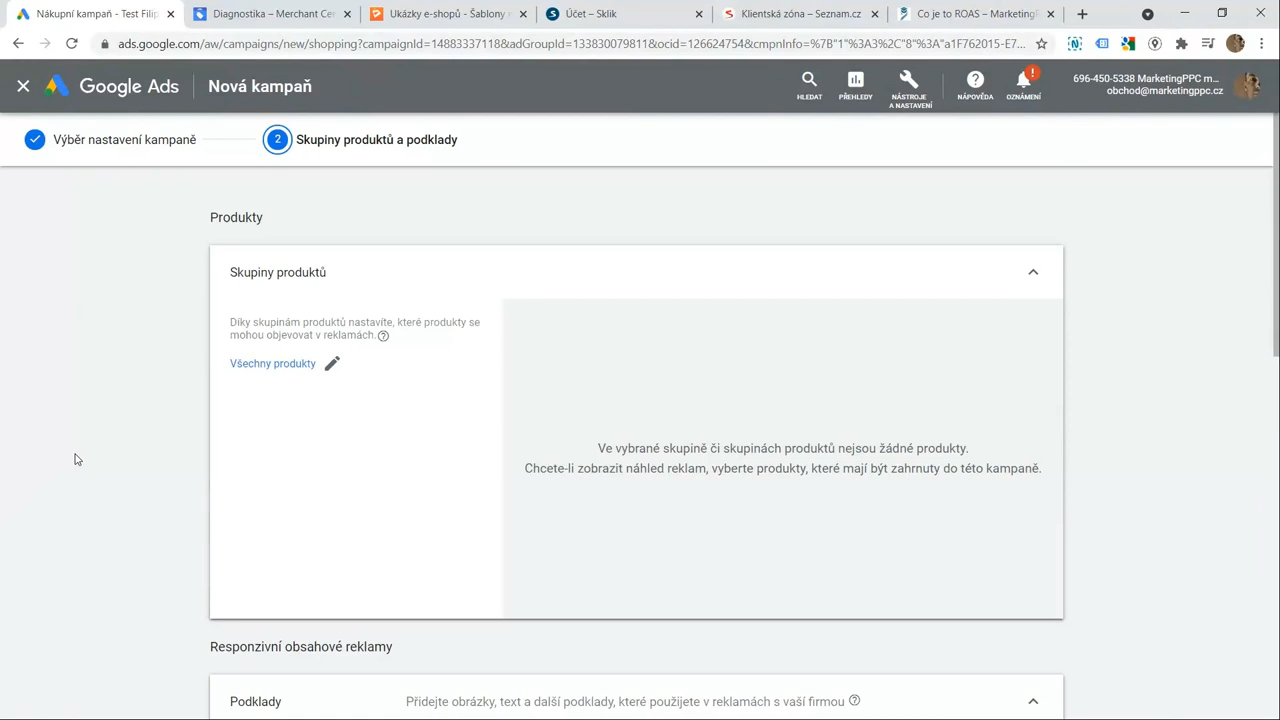 Nákupní kampaň - Test Filip
Diagnostika – Merchant Cen
Ukázky e-shopů - Šablony n
Účet – Sklik
Klientská zóna – Seznam.cz
Co je to ROAS – MarketingP
ads.google.com/aw/campaigns/new/shopping?campaignId=14883337118&adGroupId=133830079811&ocid=126624754&cmpnInfo=%7B"1"%3A3%2C"8"%3A"a1F762015-E7...
Google Ads
Nová kampaň
HLEDAT
PŘEHLEDY
NÁSTROJE
A NASTAVENÍ
NÁPOVĚDA
!
OZNÁMENÍ
696-450-5338 MarketingPPC m...
obchod@marketingppc.cz
Výběr nastavení kampaně
2
Skupiny produktů a podklady
Produkty
Skupiny produktů
Díky skupinám produktů nastavíte, které produkty se
mohou objevovat v reklamách.
Všechny produkty
Ve vybrané skupině či skupinách produktů nejsou žádné produkty.
Chcete-li zobrazit náhled reklam, vyberte produkty, které mají být zahrnuty do této kampaně.
Responzivní obsahové reklamy
Podklady
Přidejte obrázky, text a další podklady, které použijete v reklamách s vaší firmou